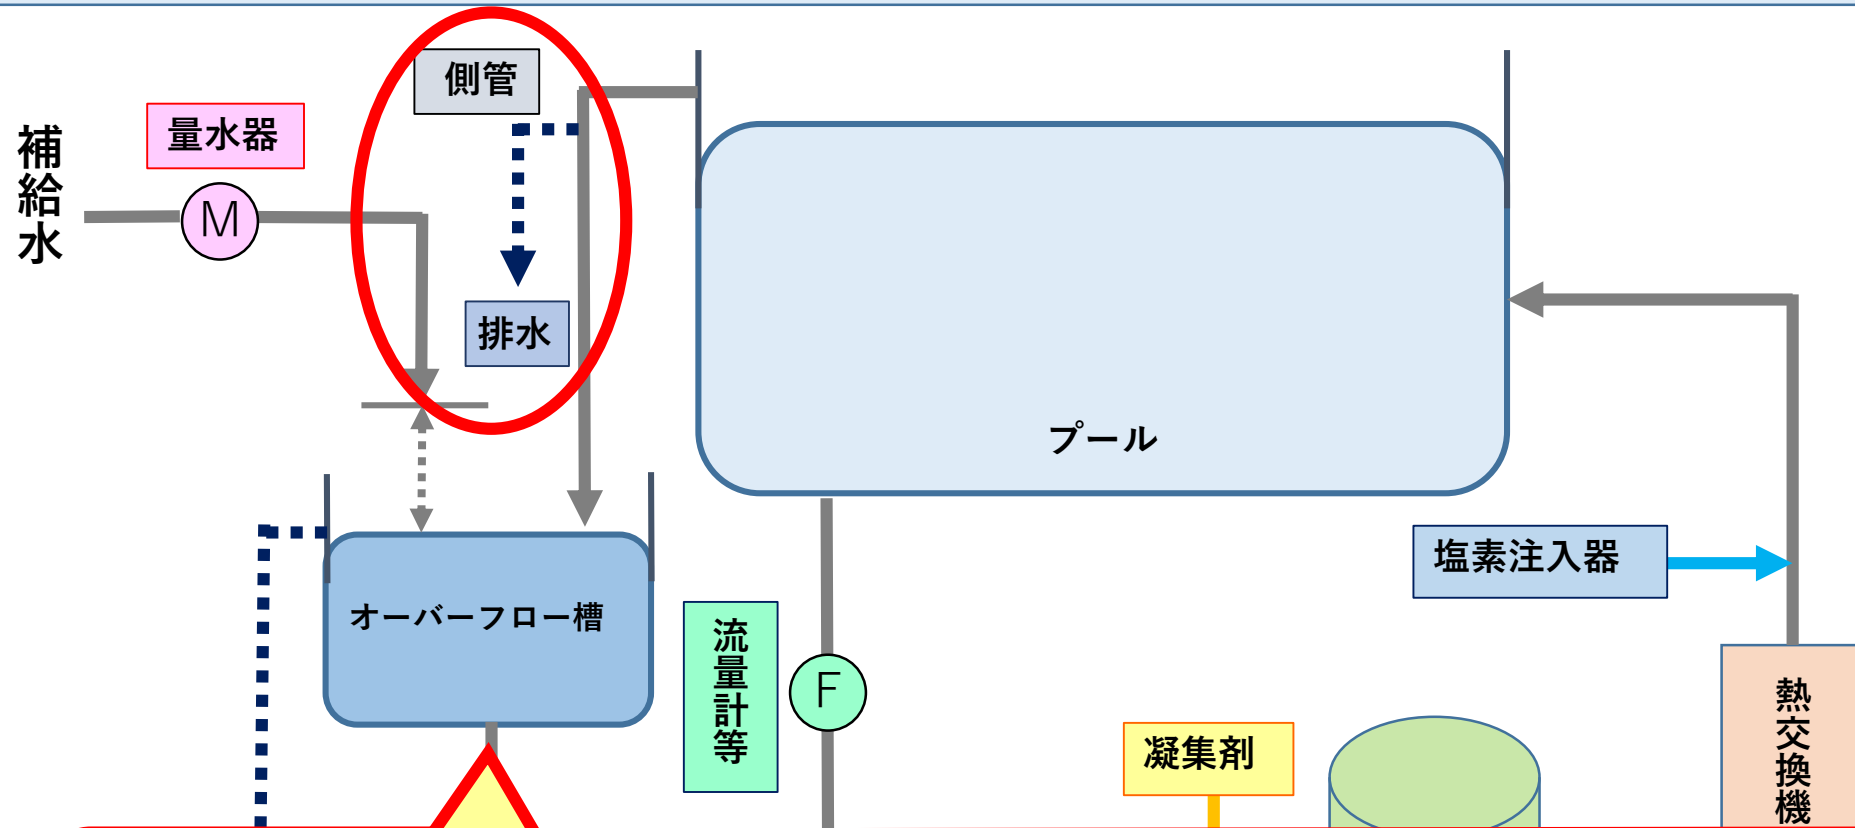 側管
量水器
補給水
M
排水
プール
オーバーフロー槽
塩素注入器
流量計等
F
凝集剤
熱交換機